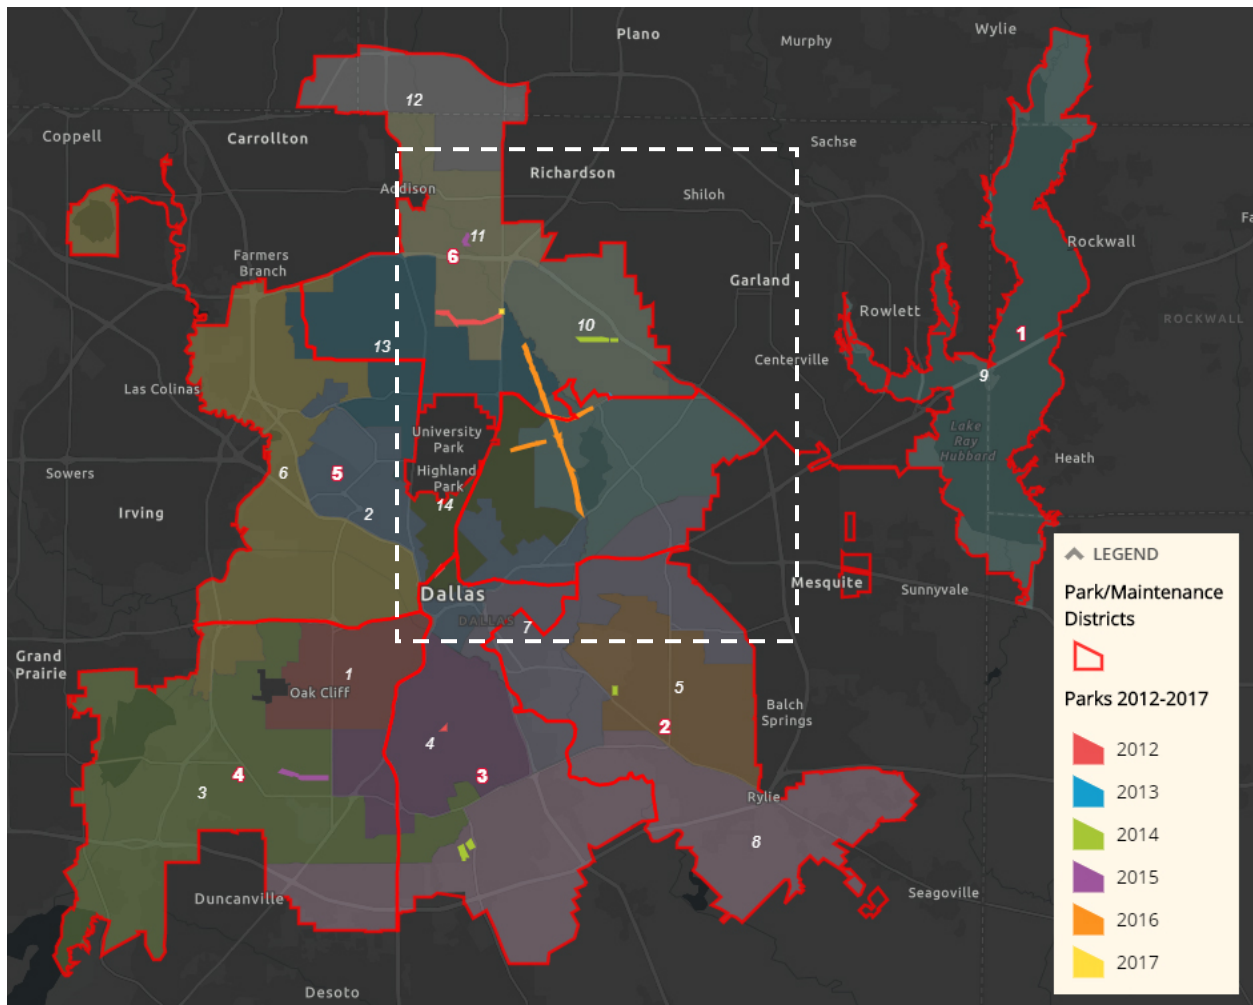 Plano
Wylie
Murphy
12
Coppell
Carrollton
Sachse
Richardson
Addison
Shiloh
11
6
Rockwall
Farmers
Branch
Garland
Rowlett
ROCKWALL
10
13
1
Centerville
9
Las Colinas
University
Park
Lake
Ray
Hubbard
Sowers
6
5
Highland
Park
Heath
14
2
Irving
Dallas
Mesquite
Sunnyvale
DALLAS
7
Grand
Prairie
1
Oak Cliff
5
Balch
Springs
2
4
4
3
3
Rylie
8
Duncanville
Seagoville
Desoto
LEGEND
Park/Maintenance
Districts
Parks 2012-2017
2012
2013
2014
2015
2016
2017